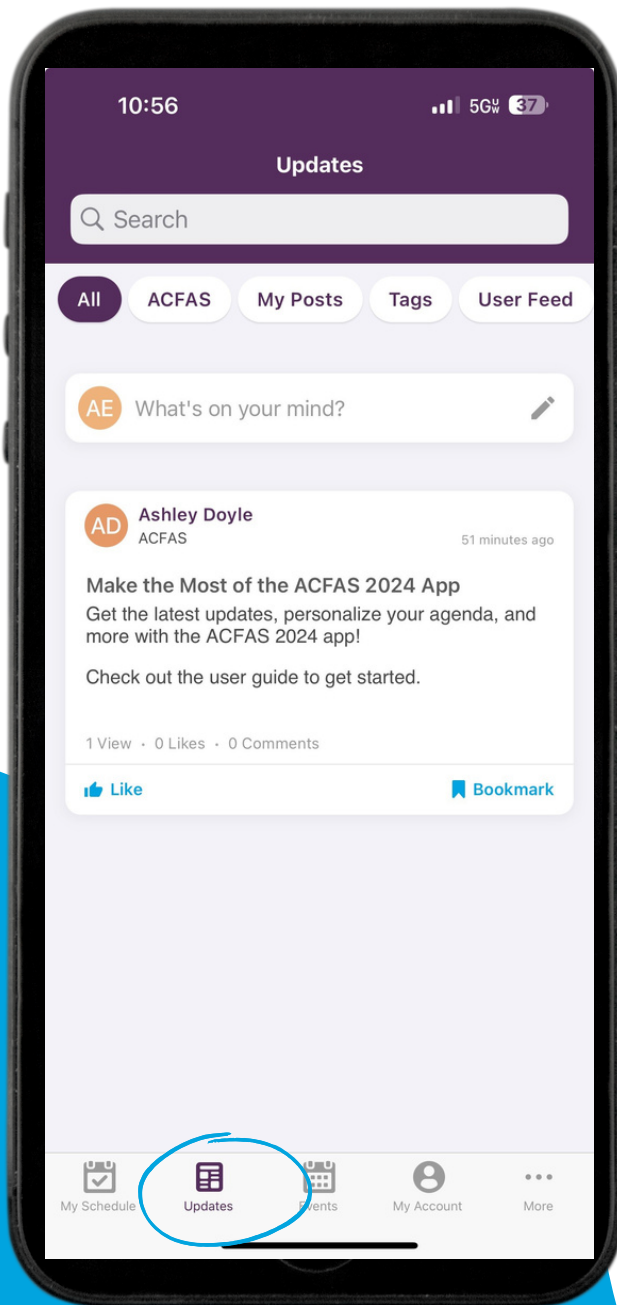 10:56 5GUW 37
Updates
Search
All ACFAS My Posts Tags User Feed
AE What's on your mind?
AD Ashley Doyle
ACFAS 51 minutes ago
Make the Most of the ACFAS 2024 App
Get the latest updates, personalize your agenda, and
more with the ACFAS 2024 app!
Check out the user guide to get started.
1 View · 0 Likes · 0 Comments
Like Bookmark
My Schedule Updates Events My Account More